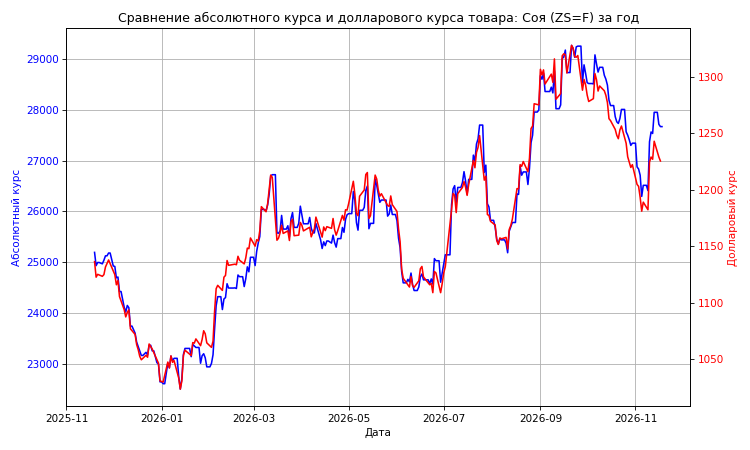 Сравнение абсолютного курса и долларового курса товара: Соя (ZS=F) за год
Абсолютный курс
29000
28000
27000
26000
25000
24000
23000
1300
1250
1200
1150
1100
1050
Долларовый курс
2025-11 2026-01 2026-03 2026-05 2026-07 2026-09 2026-11
Дата